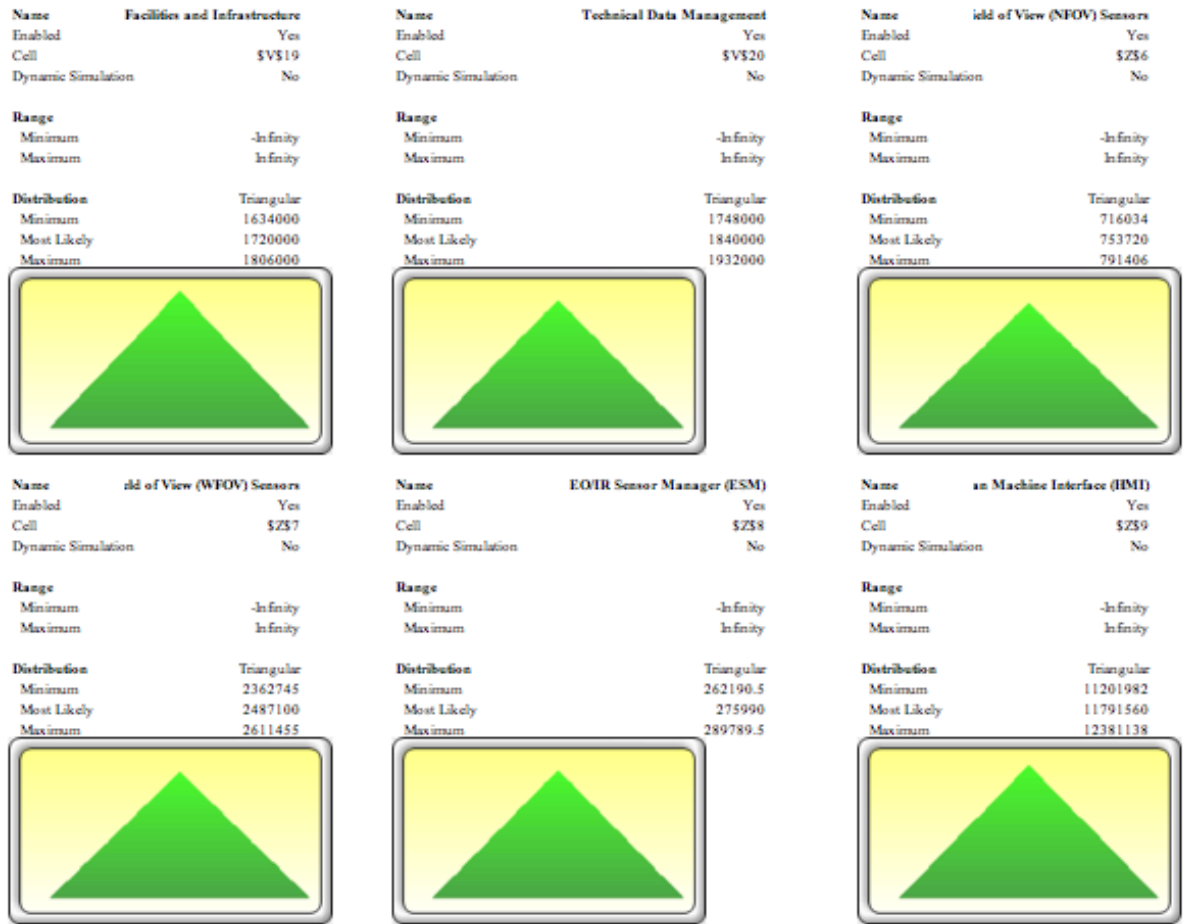 Name Facilities and Infrastructure
Enabled Yes
Cell $V$19
Dynamic Simulation No
Range
Minimum -Infinity
Maximum Infinity
Distribution Triangular
Minimum 1634000
Most Likely 1720000
Maximum 1806000
Name Technical Data Management
Enabled Yes
Cell $V$20
Dynamic Simulation No
Range
Minimum -Infinity
Maximum Infinity
Distribution Triangular
Minimum 1748000
Most Likely 1840000
Maximum 1932000
Name ield of View (NFOV) Sensors
Enabled Yes
Cell $Z$6
Dynamic Simulation No
Range
Minimum -Infinity
Maximum Infinity
Distribution Triangular
Minimum 716034
Most Likely 753720
Maximum 791406
Name eld of View (WFOV) Sensors
Enabled Yes
Cell $Z$7
Dynamic Simulation No
Range
Minimum -Infinity
Maximum Infinity
Distribution Triangular
Minimum 2362745
Most Likely 2487100
Maximum 2611455
Name EO/IR Sensor Manager (ESM)
Enabled Yes
Cell $Z$8
Dynamic Simulation No
Range
Minimum -Infinity
Maximum Infinity
Distribution Triangular
Minimum 262190.5
Most Likely 275990
Maximum 289789.5
Name an Machine Interface (HMI)
Enabled Yes
Cell $Z$9
Dynamic Simulation No
Range
Minimum -Infinity
Maximum Infinity
Distribution Triangular
Minimum 11201982
Most Likely 11791560
Maximum 12381138